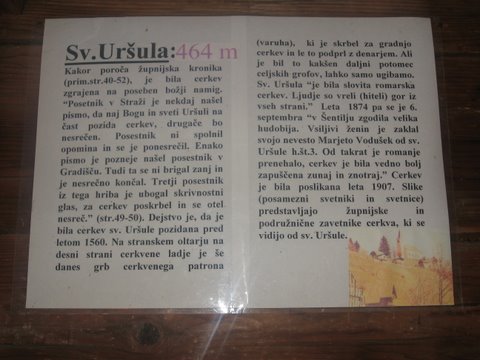 Sv.Uršula:464 m
Kakor poroča župnijska kronika
(prim.str.40-52), je bila cerkev
zgrajena na poseben božji namig.
“Posetnik v Straži je nekdaj našel
pismo, da naj Bogu in sveti Uršuli na
čast pozida cerkev, drugače bo
nesrečen. Posetnik ni spolnil
opomina in se je ponesrečil. Enako
pismo je pozneje našel posestnik v
Gradišču. Tudi ta se ni brigal zanj in
je nesrečno končal. Tretji posestnik
iz tega hriba je ubogal skrivnostni
glas, za cerkev poskrbel in se otel
nesreč.” (str.49-50). Dejstvo je, da je
bila cerkev sv. Uršule pozidana pred
letom 1560. Na stranskem oltarju na
desni strani cerkvene ladje je še
danes grb cerkvenega patrona
(varuha), ki je skrbel za gradnjo
cerkev in le to podprl z denarjem. Ali
je bil to kakšen daljni potomec
celjskih grofov, lahko samo ugibamo.
Sv. Uršula “je bila slovita romarska
cerkev. Ljudje so vreli (hiteli) gor iz
vseh strani.” Leta 1874 pa se je 6.
septembra “v Šentilju zgodila velika
hudobija. Vsiljivi ženin je zaklal
svojo nevesto Marjeto Vodušek od sv.
Uršule h.št.3. Od takrat je romanje
prenehalo, cerkev je bila vedno bolj
zapuščena zunaj in znotraj.” Cerkev
je bila poslikana leta 1907. Slike
(posamezni svetniki in svetnice)
predstavljajo župnijske in
podružnične zavetnike cerkva, ki se
vidijo od sv. Uršule.